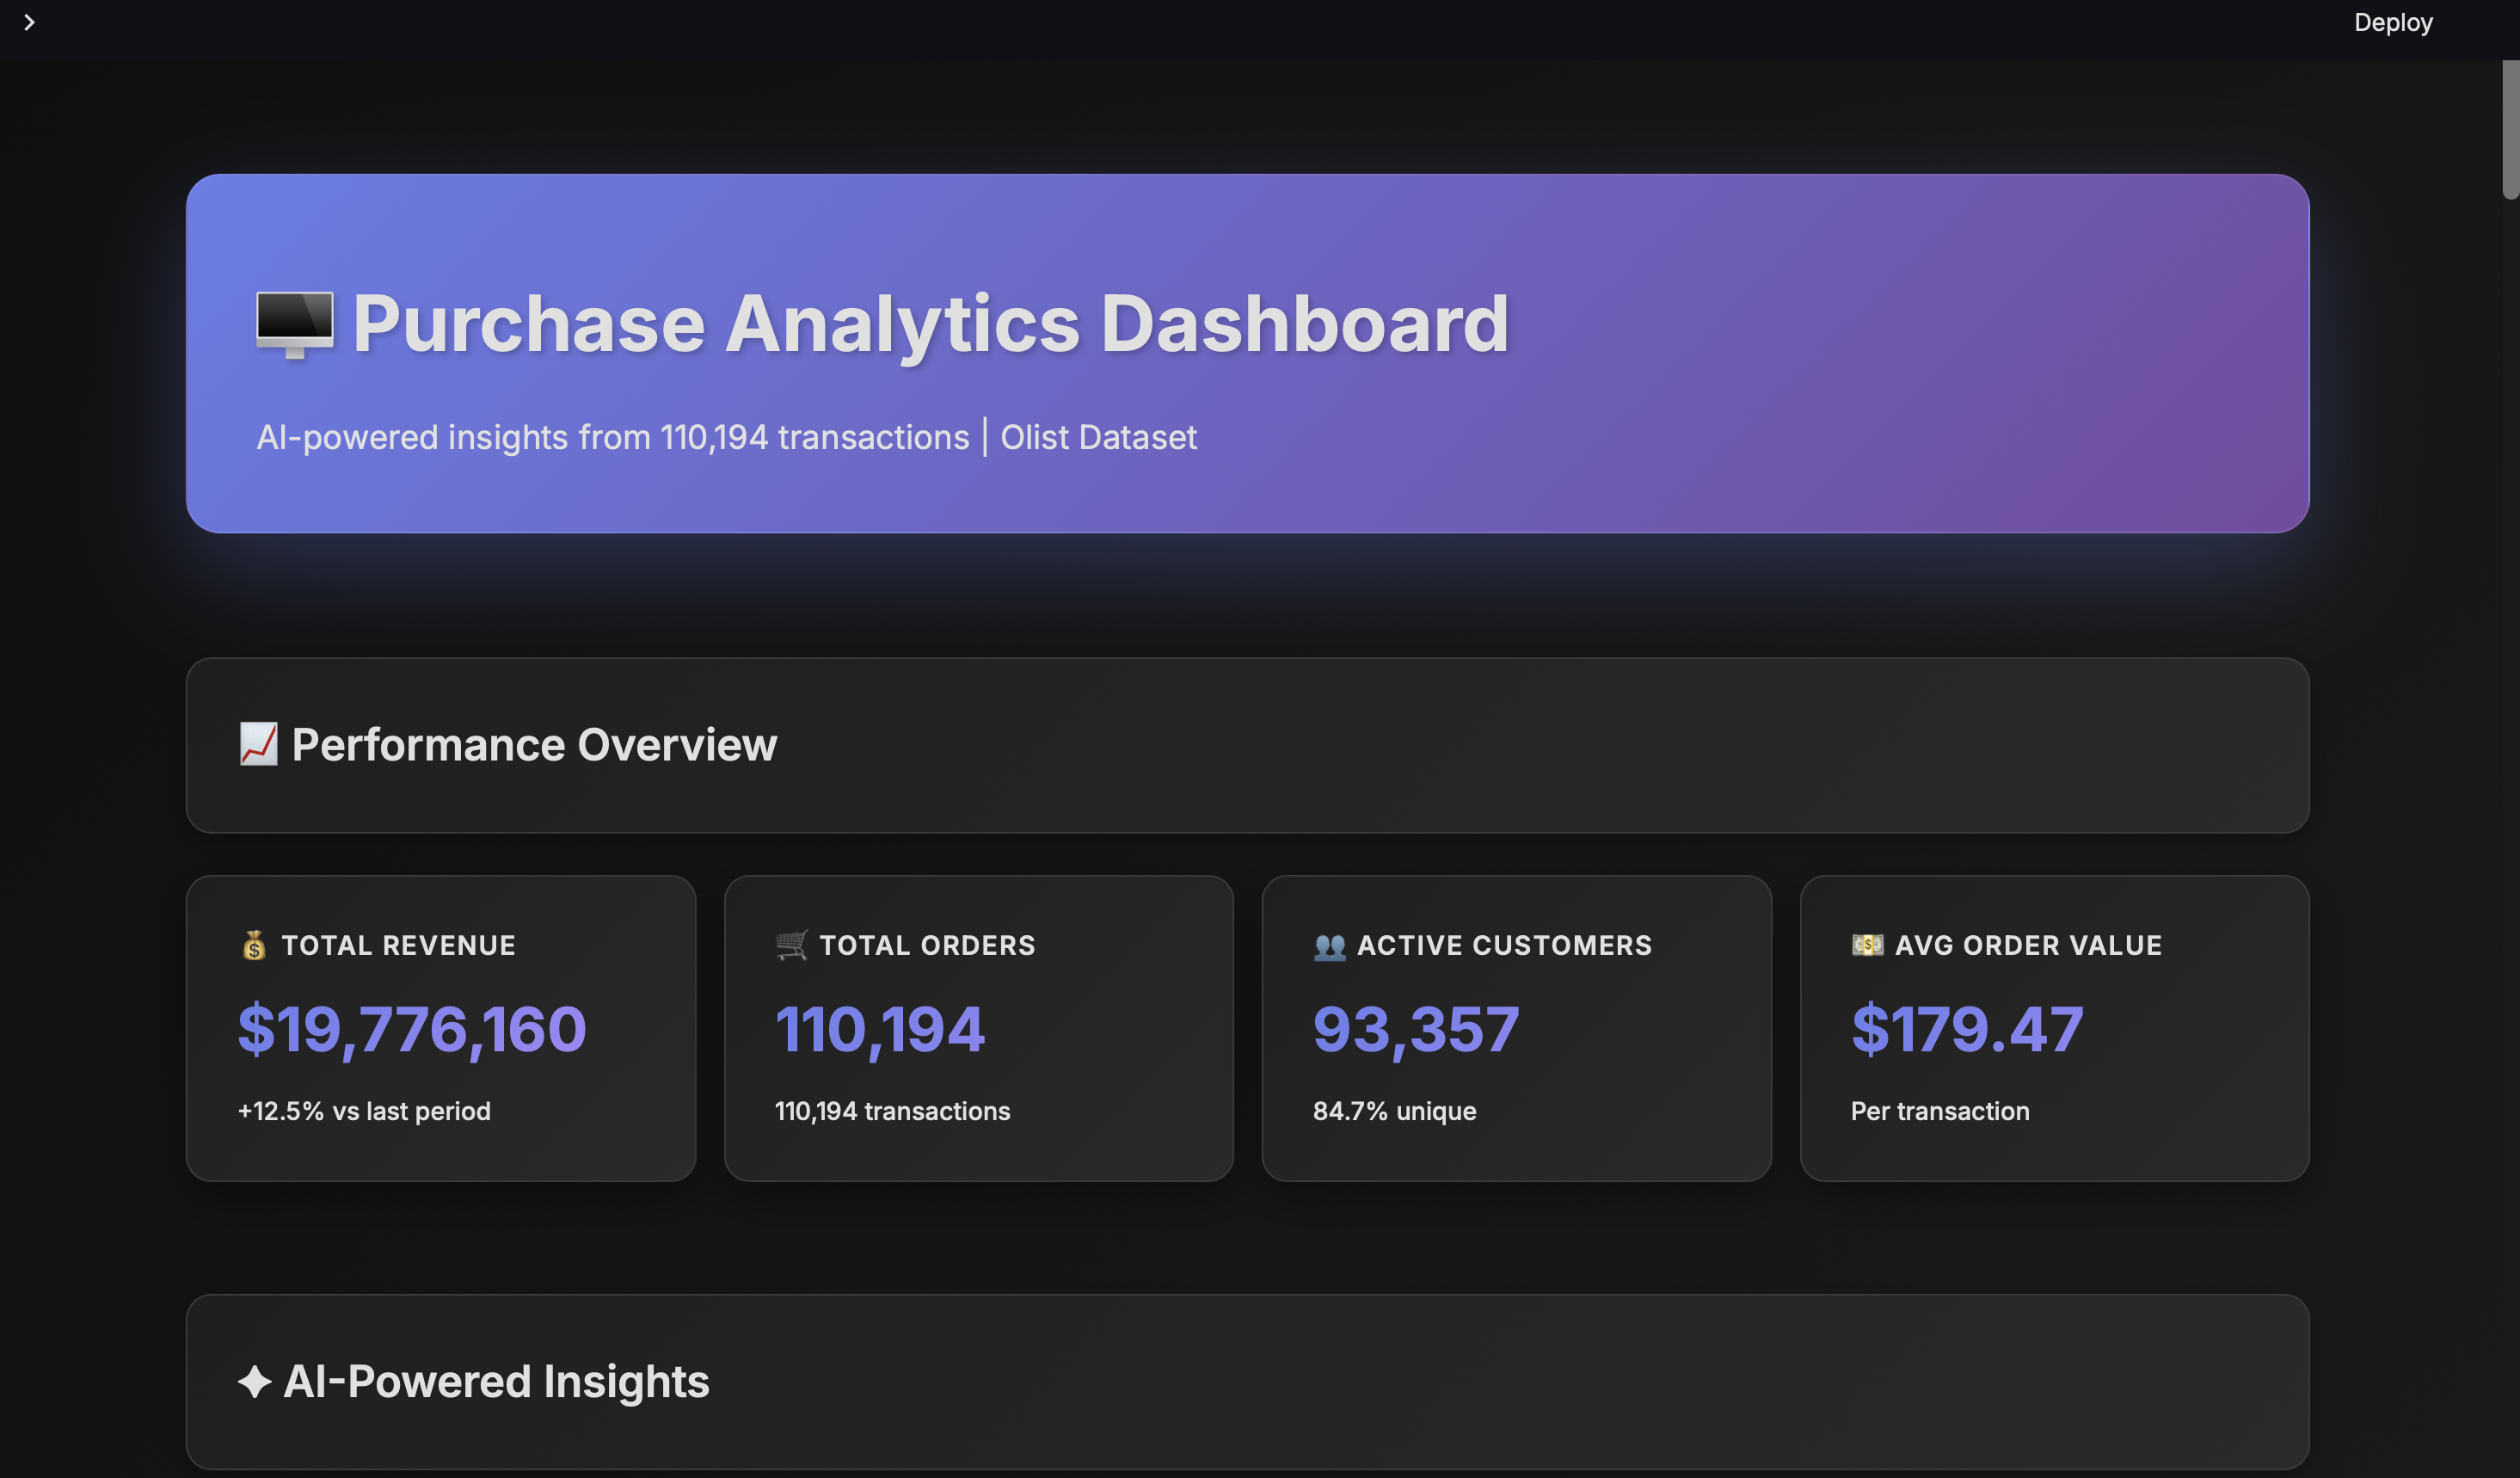 Deploy
Purchase Analytics Dashboard
AI-powered insights from 110,194 transactions | Olist Dataset
Performance Overview
TOTAL REVENUE
$19,776,160
+12.5% vs last period
TOTAL ORDERS
110,194
110,194 transactions
ACTIVE CUSTOMERS
93,357
84.7% unique
AVG ORDER VALUE
$179.47
Per transaction
AI-Powered Insights